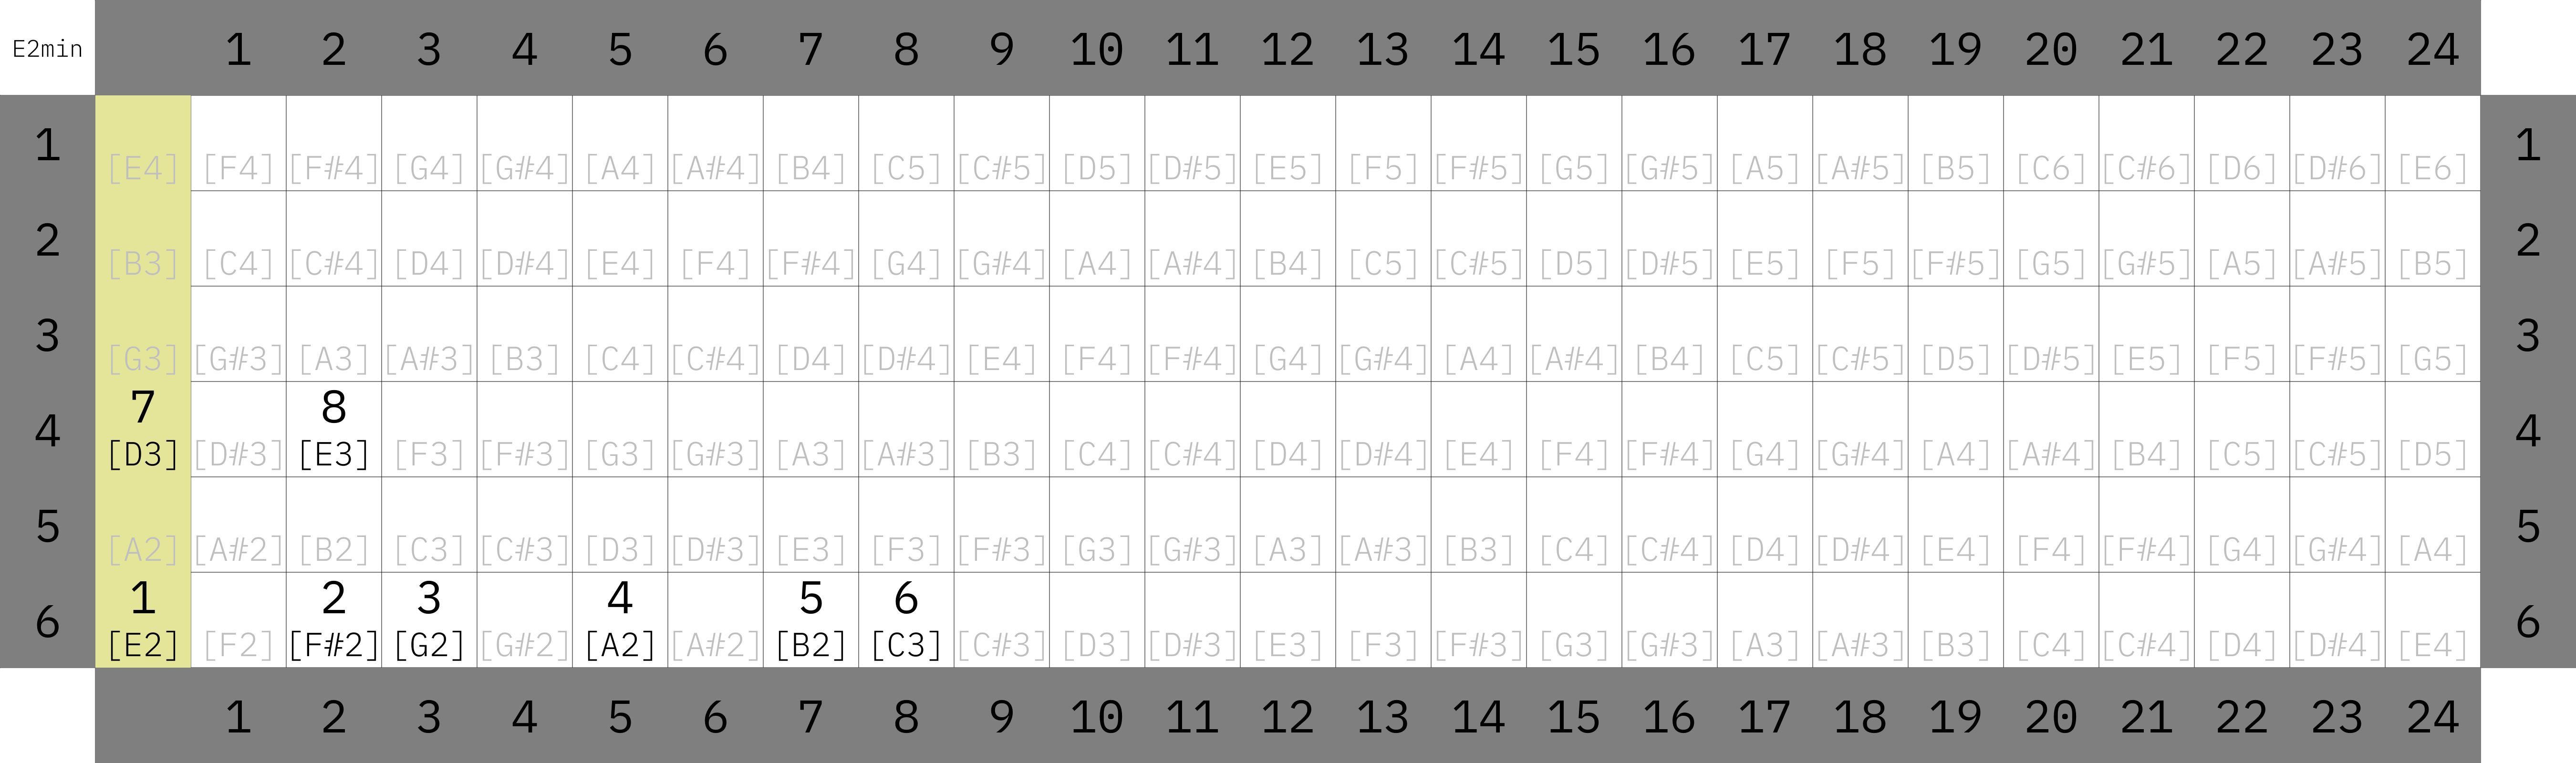 E2min 1 2 3 4 5 6 7 8 9 10 11 12 13 14 15 16 17 18 19 20 21 22 23 24
1 [E4] [F4] [F#4] [G4] [G#4] [A4] [A#4] [B4] [C5] [C#5] [D5] [D#5] [E5] [F5] [F#5] [G5] [G#5] [A5] [A#5] [B5] [C6] [C#6] [D6] [D#6] [E6] 1
2 [B3] [C4] [C#4] [D4] [D#4] [E4] [F4] [F#4] [G4] [G#4] [A4] [A#4] [B4] [C5] [C#5] [D5] [D#5] [E5] [F5] [F#5] [G5] [G#5] [A5] [A#5] [B5] 2
3 [G3] [G#3] [A3] [A#3] [B3] [C4] [C#4] [D4] [D#4] [E4] [F4] [F#4] [G4] [G#4] [A4] [A#4] [B4] [C5] [C#5] [D5] [D#5] [E5] [F5] [F#5] [G5] 3
7 8
4 [D3] [D#3] [E3] [F3] [F#3] [G3] [G#3] [A3] [A#3] [B3] [C4] [C#4] [D4] [D#4] [E4] [F4] [F#4] [G4] [G#4] [A4] [A#4] [B4] [C5] [C#5] [D5] 4
5 [A2] [A#2] [B2] [C3] [C#3] [D3] [D#3] [E3] [F3] [F#3] [G3] [G#3] [A3] [A#3] [B3] [C4] [C#4] [D4] [D#4] [E4] [F4] [F#4] [G4] [G#4] [A4] 5
1 2 3 4 5 6
6 [E2] [F2] [F#2] [G2] [G#2] [A2] [A#2] [B2] [C3] [C#3] [D3] [D#3] [E3] [F3] [F#3] [G3] [G#3] [A3] [A#3] [B3] [C4] [C#4] [D4] [D#4] [E4] 6
1 2 3 4 5 6 7 8 9 10 11 12 13 14 15 16 17 18 19 20 21 22 23 24